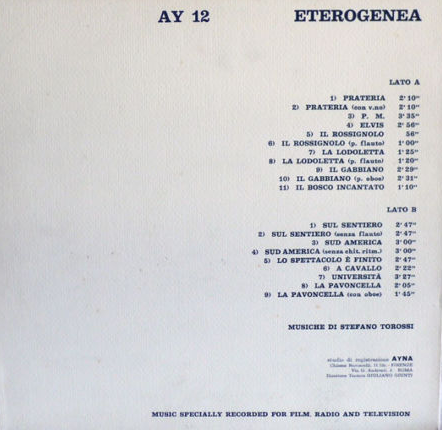 AY 12 ETEROGENEA
LATO A
1) PRATERIA 2' 10"
2) PRATERIA (con v.no) 2' 10"
3) P. M. 3' 35"
4) ELVIS 2' 56"
5) IL ROSSIGNOLO 56"
6) IL ROSSIGNOLO (p. flauto) 1' 00"
7) LA LODOLETTA 1' 25"
8) LA LODOLETTA (p. flauto) 1' 20"
9) IL GABBIANO 2' 29"
10) IL GABBIANO (p. oboe) 2' 31"
11) IL BOSCO INCANTATO 1' 10"
LATO B
1) SUL SENTIERO 2' 47"
2) SUL SENTIERO (senza flauto) 2' 47"
3) SUD AMERICA 3' 00"
4) SUD AMERICA (senza chit. ritm.) 3' 00"
5) LO SPETTACOLO È FINITO 2' 47"
6) A CAVALLO 2' 22"
7) UNIVERSITÀ 3' 27"
8) LA PAVONCELLA 2' 05"
9) LA PAVONCELLA (con oboe) 1' 45"
MUSICHE DI STEFANO TOROSSI
studio di registrazione AYNA
FIRENZE
ROMA
MUSIC SPECIALLY RECORDED FOR FILM, RADIO AND TELEVISION